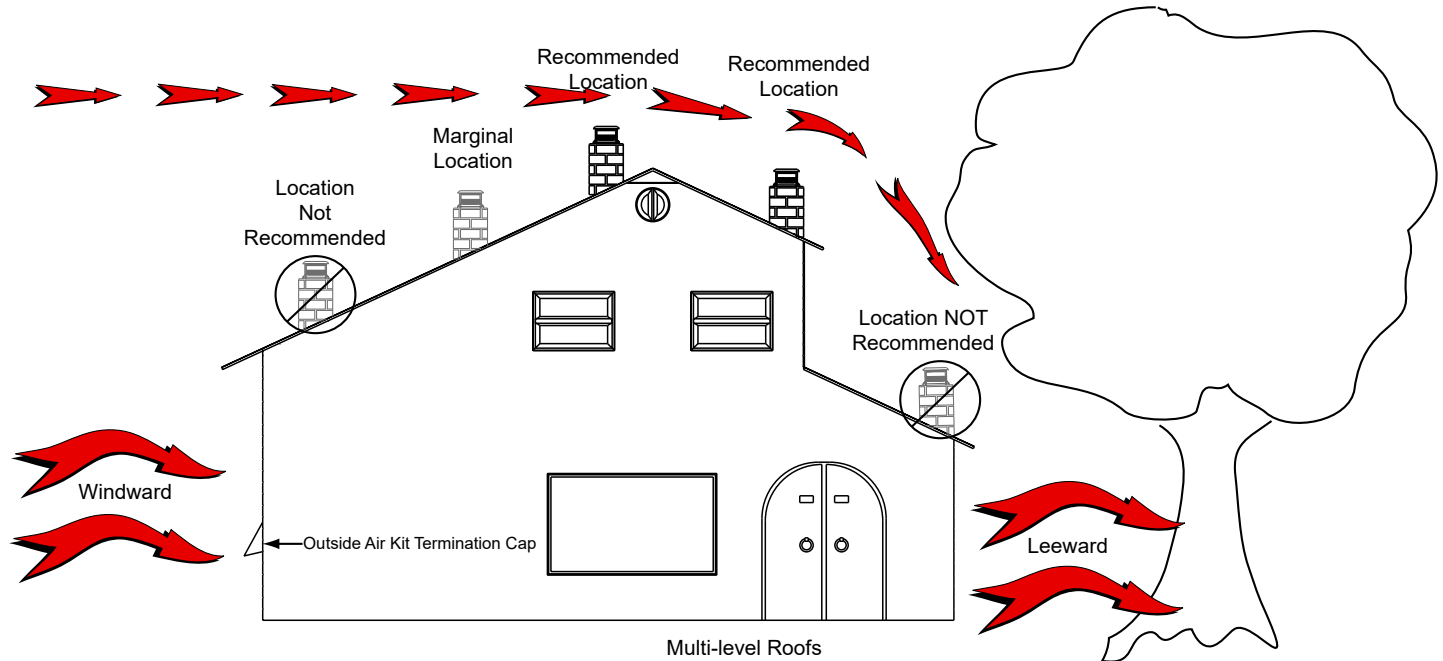 Recommended
Location
Recommended
Location
Marginal
Location
Location
Not
Recommended
Location NOT
Recommended
Windward
Outside Air Kit Termination Cap
Leeward
Multi-level Roofs